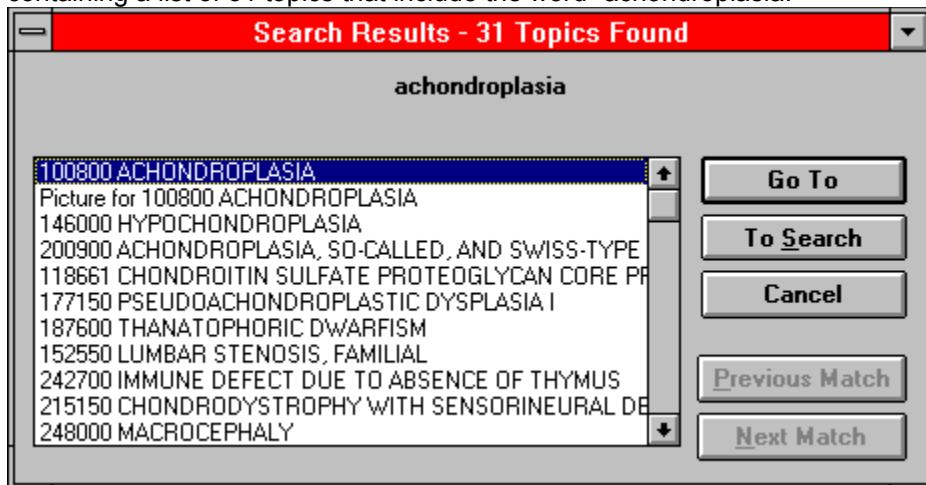 containing a list of 31 topics that include the word "achondroplasia."
Search Results - 31 Topics Found
achondroplasia
100800 ACHONDROPLASIA
Picture for 100800 ACHONDROPLASIA
146000 HYPOCHONDROPLASIA
200900 ACHONDROPLASIA, SO-CALLED, AND SWISS-TYPE
118661 CHONDROITIN SULFATE PROTEOGLYCAN CORE PR
177150 PSEUDOACHONDROPLASTIC DYSPLASIA I
187600 THANATOPHORIC DWARFISM
152550 LUMBAR STENOSIS, FAMILIAL
242700 IMMUNE DEFECT DUE TO ABSENCE OF THYMUS
215150 CHONDRODYSTROPHY WITH SENSORINEURAL DE
248000 MACROCEPHALY
Go To
To Search
Cancel
Previous Match
Next Match